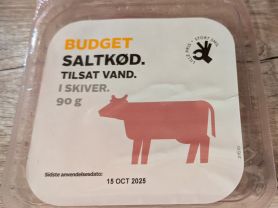 BUDGET
SALTKØD.
TILSAT VAND.
I SKIVER.
90 g
Sidste anvendelsesdato:
15 OCT 2025